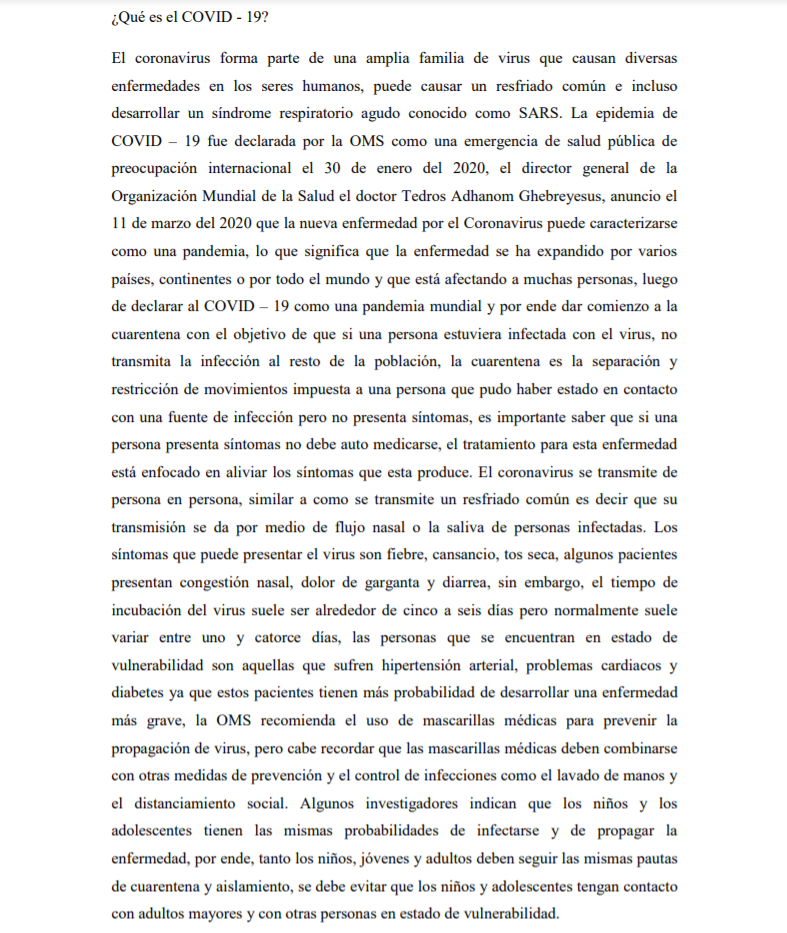 ¿Qué es el COVID - 19?
El coronavirus forma parte de una amplia familia de virus que causan diversas
enfermedades en los seres humanos, puede causar un resfriado común e incluso
desarrollar un síndrome respiratorio agudo conocido como SARS. La epidemia de
COVID – 19 fue declarada por la OMS como una emergencia de salud pública de
preocupación internacional el 30 de enero del 2020, el director general de la
Organización Mundial de la Salud el doctor Tedros Adhanom Ghebreyesus, anuncio el
11 de marzo del 2020 que la nueva enfermedad por el Coronavirus puede caracterizarse
como una pandemia, lo que significa que la enfermedad se ha expandido por varios
países, continentes o por todo el mundo y que está afectando a muchas personas, luego
de declarar al COVID – 19 como una pandemia mundial y por ende dar comienzo a la
cuarentena con el objetivo de que si una persona estuviera infectada con el virus, no
transmita la infección al resto de la población, la cuarentena es la separación y
restricción de movimientos impuesta a una persona que pudo haber estado en contacto
con una fuente de infección pero no presenta síntomas, es importante saber que si una
persona presenta síntomas no debe auto medicarse, el tratamiento para esta enfermedad
está enfocado en aliviar los síntomas que esta produce. El coronavirus se transmite de
persona en persona, similar a como se transmite un resfriado común es decir que su
transmisión se da por medio de flujo nasal o la saliva de personas infectadas. Los
síntomas que puede presentar el virus son fiebre, cansancio, tos seca, algunos pacientes
presentan congestión nasal, dolor de garganta y diarrea, sin embargo, el tiempo de
incubación del virus suele ser alrededor de cinco a seis días pero normalmente suele
variar entre uno y catorce días, las personas que se encuentran en estado de
vulnerabilidad son aquellas que sufren hipertensión arterial, problemas cardiacos y
diabetes ya que estos pacientes tienen más probabilidad de desarrollar una enfermedad
más grave, la OMS recomienda el uso de mascarillas médicas para prevenir la
propagación de virus, pero cabe recordar que las mascarillas médicas deben combinarse
con otras medidas de prevención y el control de infecciones como el lavado de manos y
el distanciamiento social. Algunos investigadores indican que los niños y los
adolescentes tienen las mismas probabilidades de infectarse y de propagar la
enfermedad, por ende, tanto los niños, jóvenes y adultos deben seguir las mismas pautas
de cuarentena y aislamiento, se debe evitar que los niños y adolescentes tengan contacto
con adultos mayores y con otras personas en estado de vulnerabilidad.